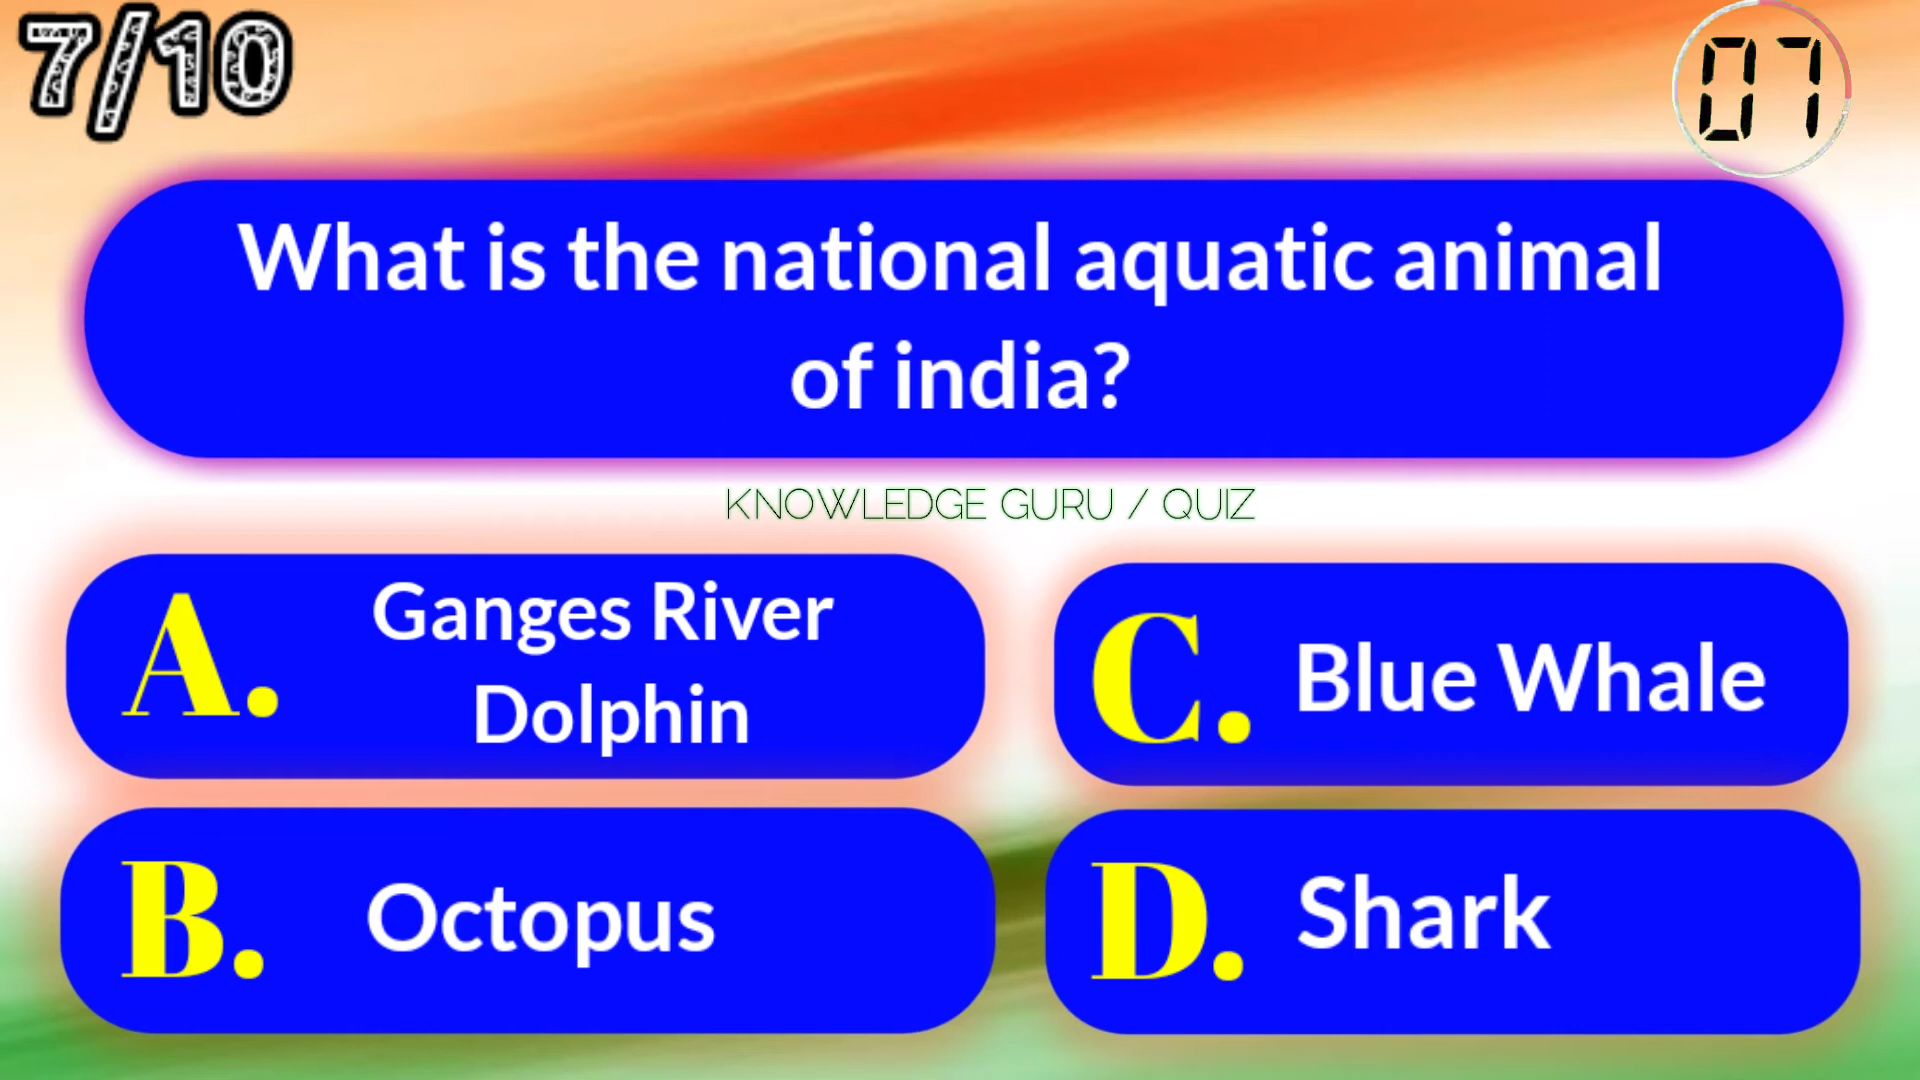 7/10
07
What is the national aquatic animal
of india?
KNOWLEDGE GURU / QUIZ
A. Ganges River
Dolphin
C. Blue Whale
B. Octopus
D. Shark